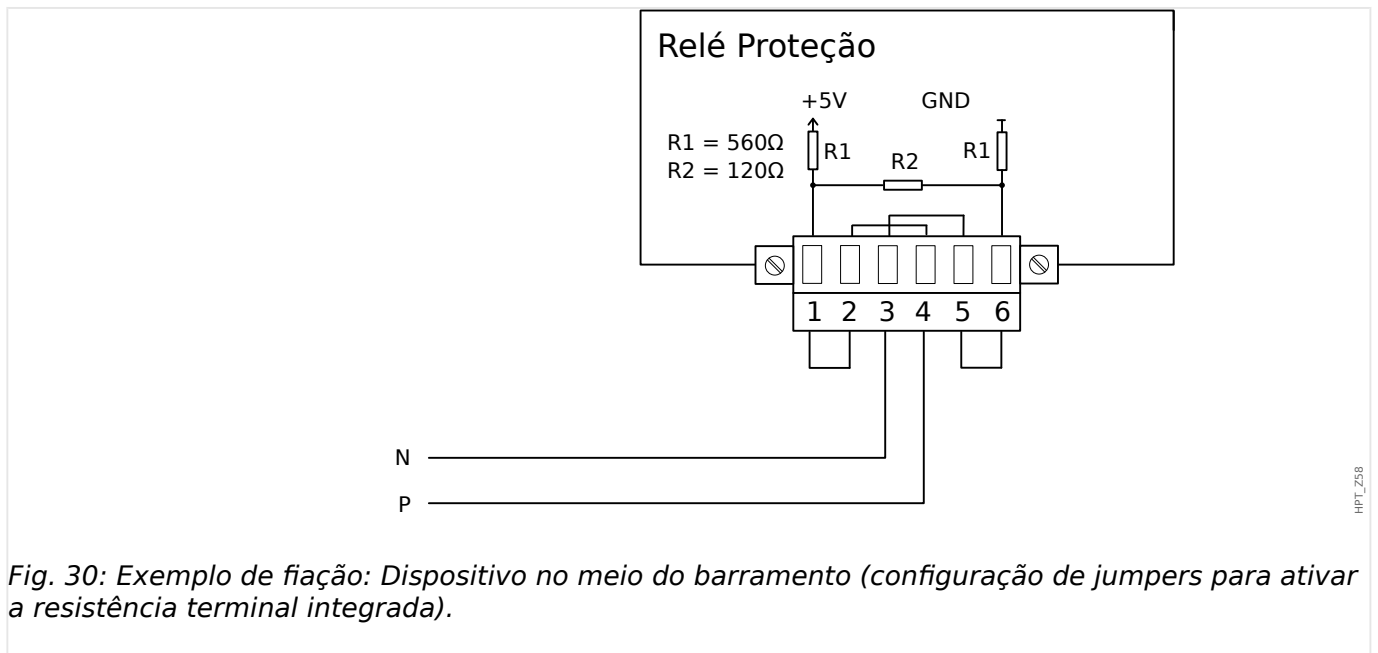 Relé Proteção
+5V
GND
R1 = 560Ω
R2 = 120Ω
R1
R2
R1
1 2 3 4 5 6
N
P
HPT_Z58
Fig. 30: Exemplo de fiação: Dispositivo no meio do barramento (configuração de jumpers para ativar
a resistência terminal integrada).